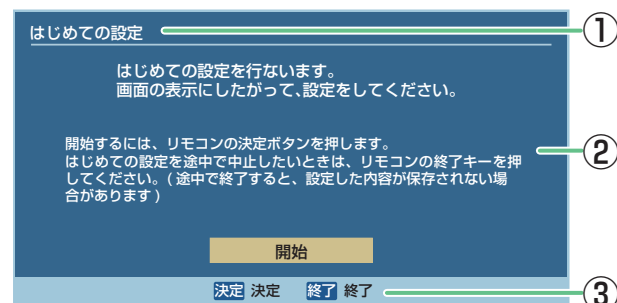 はじめての設定
①
はじめての設定を行ないます。
画面の表示にしたがって、設定をしてください。
開始するには、リモコンの決定ボタンを押します。
はじめての設定を途中で中止したいときは、リモコンの終了キーを押
してください。(途中で終了すると、設定した内容が保存されない場
合があります)
②
開始
決定 決定 終了 終了
③